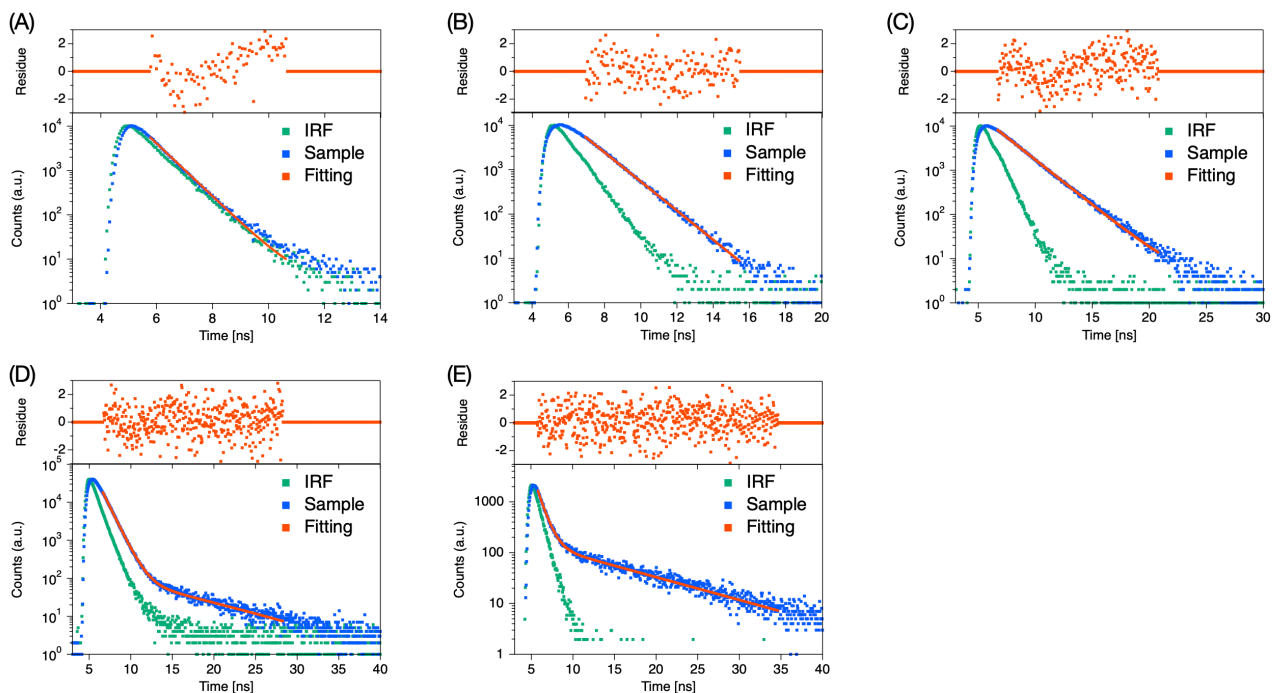 (A)
Residue
2
0
-2
Counts (a.u.)
10^4
10^3
10^2
10^1
10^0
IRF
Sample
Fitting
4
6
8
10
12
14
Time [ns]
(B)
Residue
2
0
-2
Counts (a.u.)
10^4
10^3
10^2
10^1
10^0
IRF
Sample
Fitting
4
6
8
10
12
14
16
18
20
Time [ns]
(C)
Residue
2
0
-2
Counts (a.u.)
10^4
10^3
10^2
10^1
10^0
IRF
Sample
Fitting
5
10
15
20
25
30
Time [ns]
(D)
Residue
2
0
-2
Counts (a.u.)
10^5
10^4
10^3
10^2
10^1
10^0
IRF
Sample
Fitting
5
10
15
20
25
30
35
40
Time [ns]
(E)
Residue
2
0
-2
Counts (a.u.)
1000
100
10
1
IRF
Sample
Fitting
5
10
15
20
25
30
35
40
Time [ns]